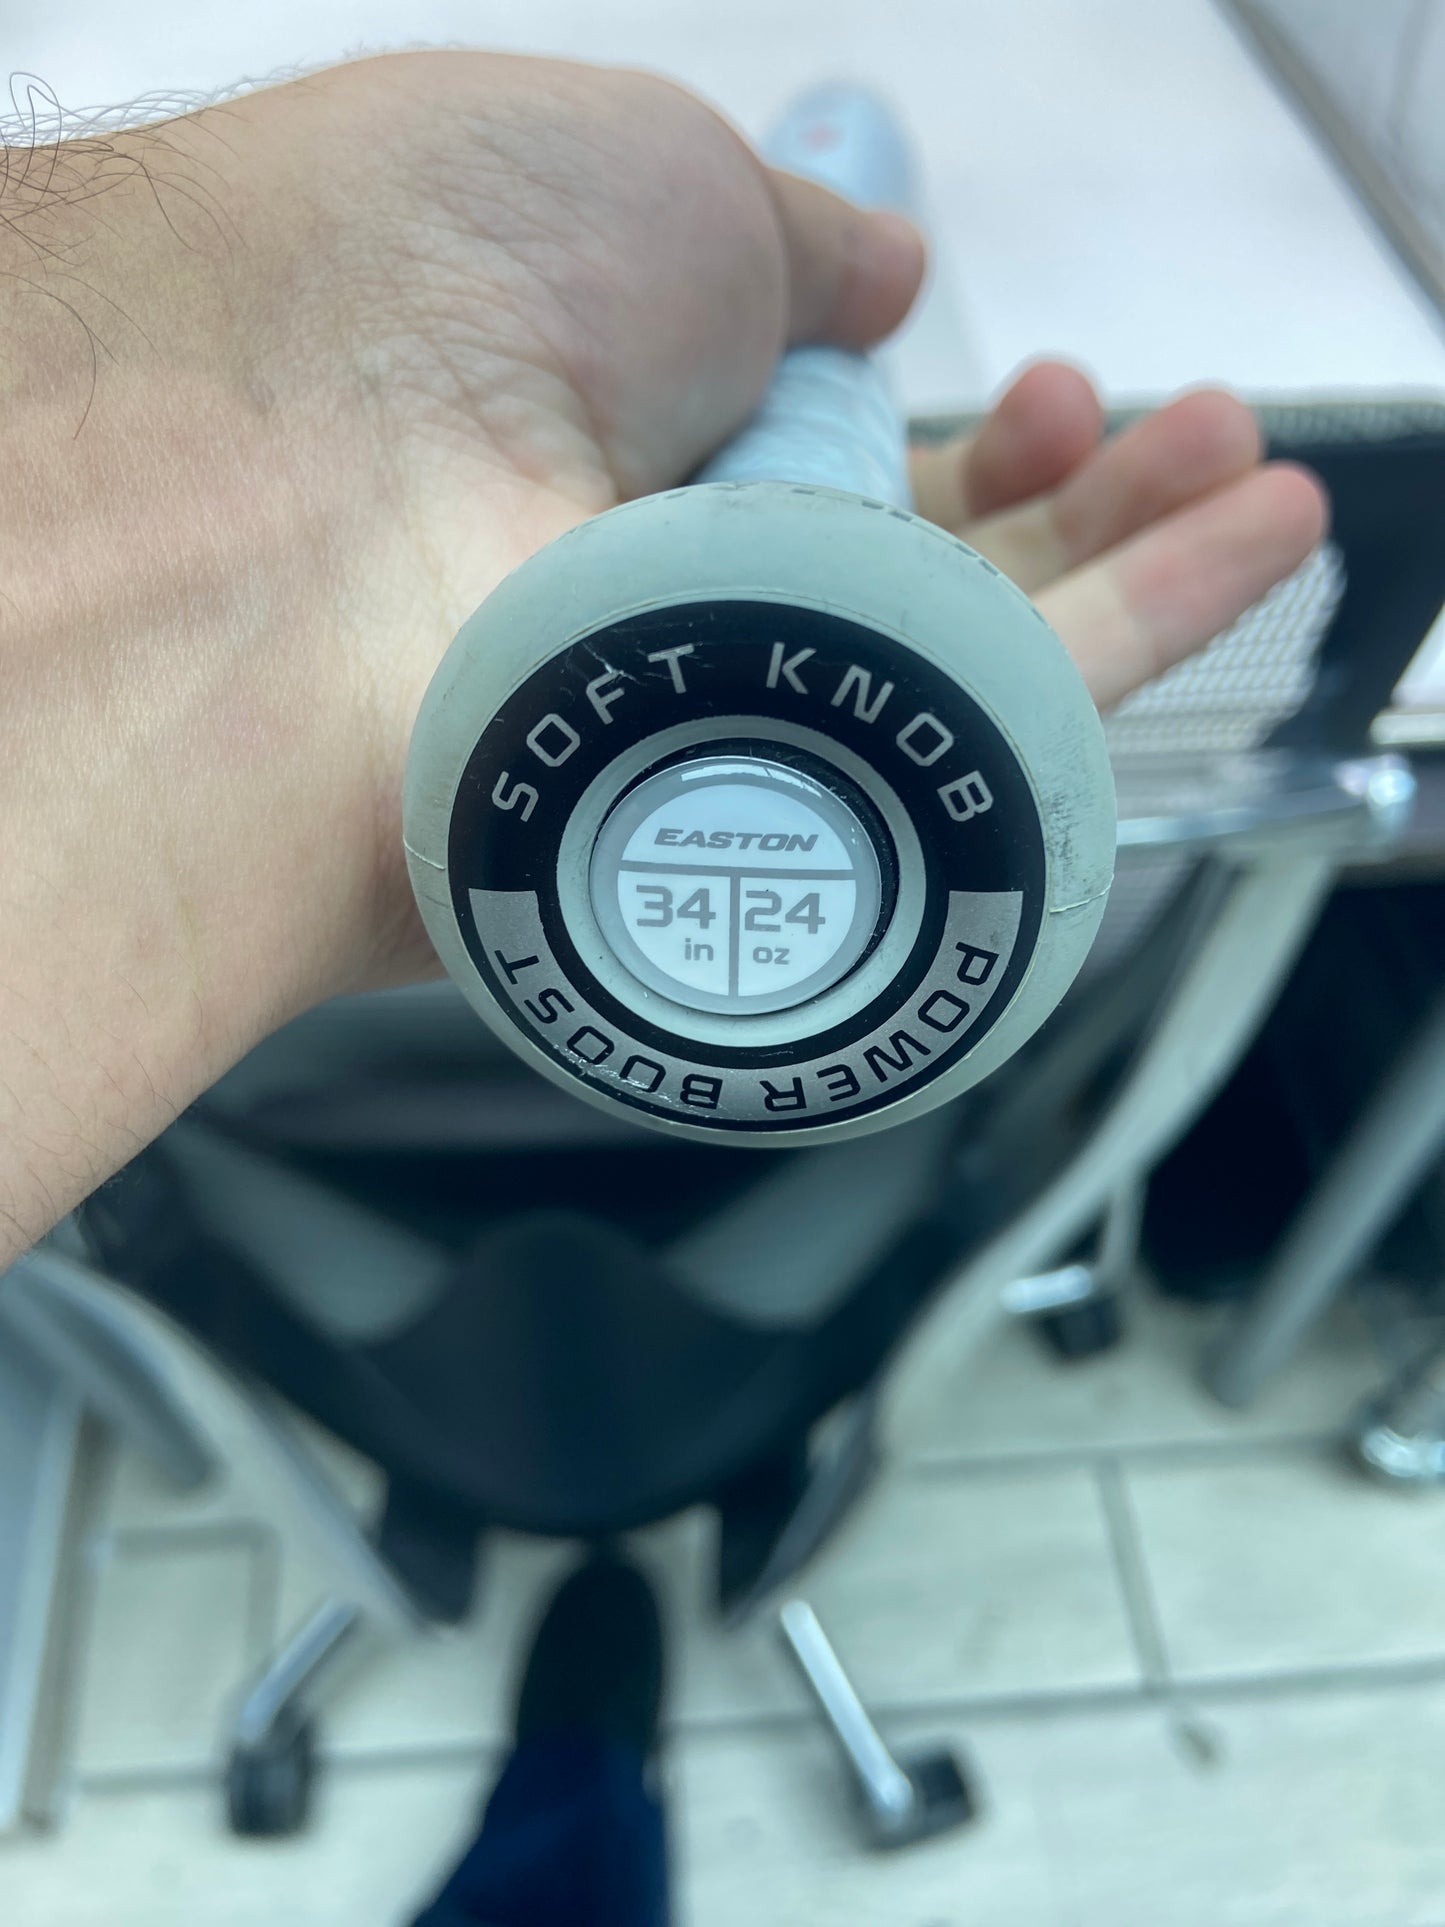 SOFT KNOB
EASTON
34 24
in oz
POWER BOOST